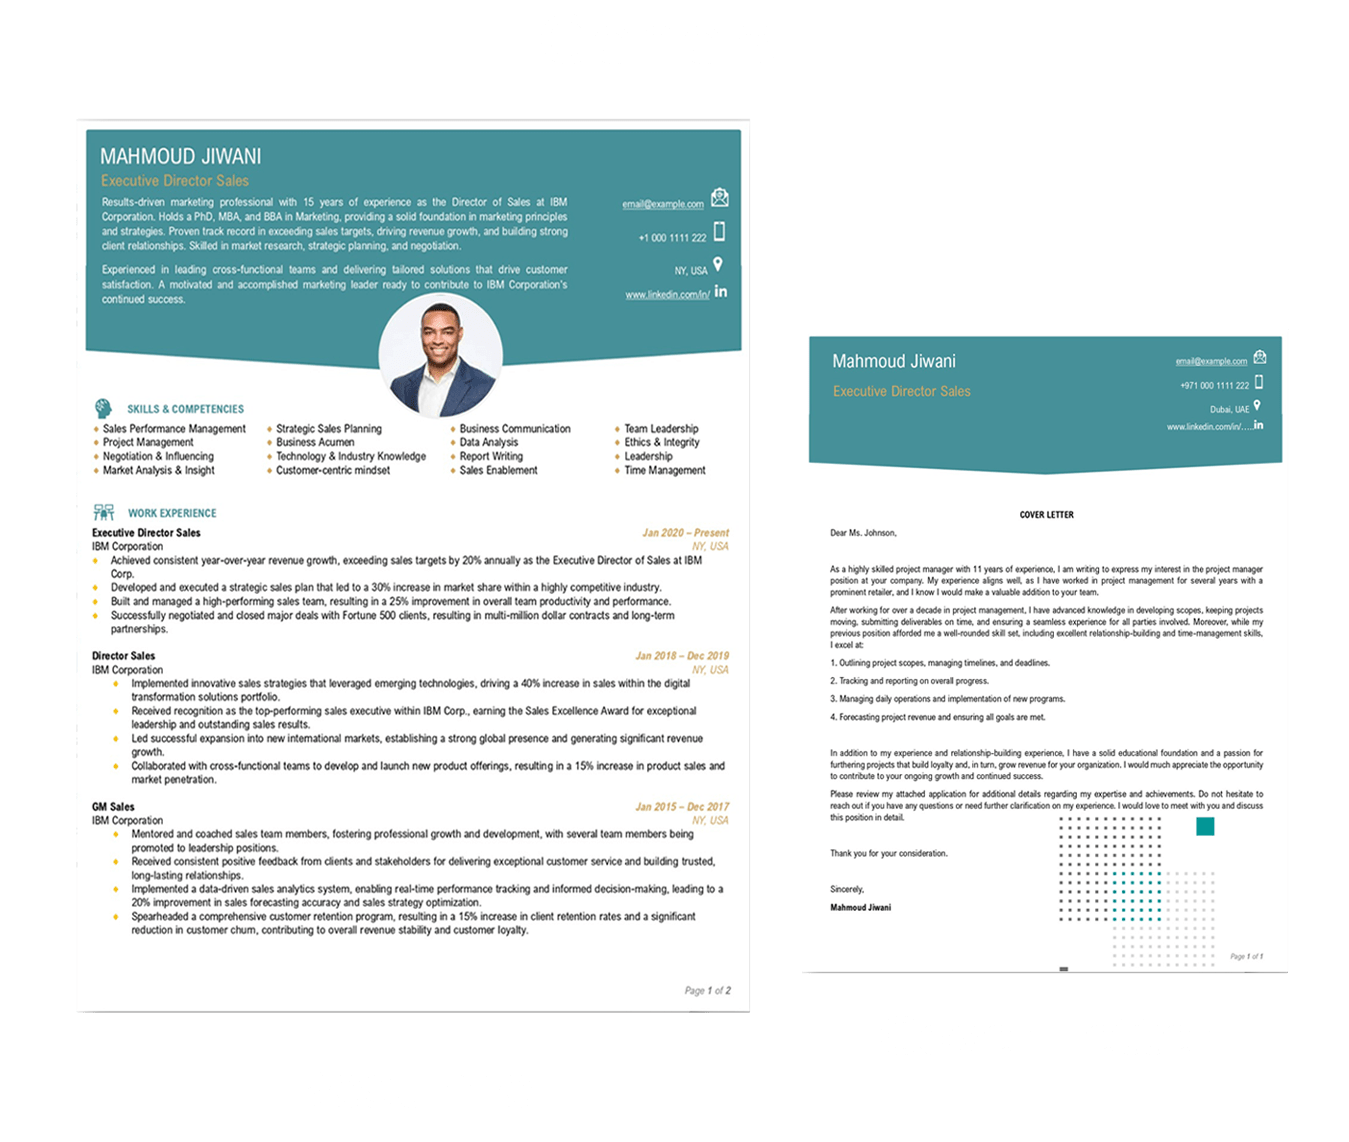 MAHMOUD JIWANI
Executive Director Sales
Results-driven marketing professional with 15 years of experience as the Director of Sales at IBM
Corporation. Holds a PhD, MBA, and BBA in Marketing, providing a solid foundation in marketing principles
and strategies. Proven track record in exceeding sales targets, driving revenue growth, and building strong
client relationships. Skilled in market research, strategic planning, and negotiation.
Experienced in leading cross-functional teams and delivering tailored solutions that drive customer
satisfaction. A motivated and accomplished marketing leader ready to contribute to IBM Corporation's
continued success.
email@example.com
+1 000 1111 222
NY, USA
www.linkedin.com/in/
SKILLS & COMPETENCIES
Sales Performance Management
Project Management
Negotiation & Influencing
Market Analysis & Insight
Strategic Sales Planning
Business Acumen
Technology & Industry Knowledge
Customer-centric mindset
Business Communication
Data Analysis
Report Writing
Sales Enablement
Team Leadership
Ethics & Integrity
Leadership
Time Management
WORK EXPERIENCE
Executive Director Sales Jan 2020 – Present
IBM Corporation NY, USA
Achieved consistent year-over-year revenue growth, exceeding sales targets by 20% annually as the Executive Director of Sales at IBM
Corp.
Developed and executed a strategic sales plan that led to a 30% increase in market share within a highly competitive industry.
Built and managed a high-performing sales team, resulting in a 25% improvement in overall team productivity and performance.
Successfully negotiated and closed major deals with Fortune 500 clients, resulting in multi-million dollar contracts and long-term
partnerships.
Director Sales Jan 2018 – Dec 2019
IBM Corporation NY, USA
Implemented innovative sales strategies that leveraged emerging technologies, driving a 40% increase in sales within the digital
transformation solutions portfolio.
Received recognition as the top-performing sales executive within IBM Corp., earning the Sales Excellence Award for exceptional
leadership and outstanding sales results.
Led successful expansion into new international markets, establishing a strong global presence and generating significant revenue
growth.
Collaborated with cross-functional teams to develop and launch new product offerings, resulting in a 15% increase in product sales and
market penetration.
GM Sales Jan 2015 – Dec 2017
IBM Corporation NY, USA
Mentored and coached sales team members, fostering professional growth and development, with several team members being
promoted to leadership positions.
Received consistent positive feedback from clients and stakeholders for delivering exceptional customer service and building trusted,
long-lasting relationships.
Implemented a data-driven sales analytics system, enabling real-time performance tracking and informed decision-making, leading to a
20% improvement in sales forecasting accuracy and sales strategy optimization.
Spearheaded a comprehensive customer retention program, resulting in a 15% increase in client retention rates and a significant
reduction in customer churn, contributing to overall revenue stability and customer loyalty.
Page 1 of 2
Mahmoud Jiwani
Executive Director Sales
email@example.com
+971 000 1111 222
Dubai, UAE
www.linkedin.com/in/....
COVER LETTER
Dear Ms. Johnson,
As a highly skilled project manager with 11 years of experience, I am writing to express my interest in the project manager
position at your company. My experience aligns well, as I have worked in project management for several years with a
prominent retailer, and I know I would make a valuable addition to your team.
After working for over a decade in project management, I have advanced knowledge in developing scopes, keeping projects
moving, submitting deliverables on time, and ensuring a seamless experience for all parties involved. Moreover, while my
previous position afforded me a well-rounded skill set, including excellent relationship-building and time-management skills,
I excel at:
1. Outlining project scopes, managing timelines, and deadlines.
2. Tracking and reporting on overall progress.
3. Managing daily operations and implementation of new programs.
4. Forecasting project revenue and ensuring all goals are met.
In addition to my experience and relationship-building experience, I have a solid educational foundation and a passion for
furthering projects that build loyalty and, in turn, grow revenue for your organization. I would much appreciate the opportunity
to contribute to your ongoing growth and continued success.
Please review my attached application for additional details regarding my expertise and achievements. Do not hesitate to
reach out if you have any questions or need further clarification on my experience. I would love to meet with you and discuss
this position in detail.
Thank you for your consideration.
Sincerely,
Mahmoud Jiwani
Page 1 of 1